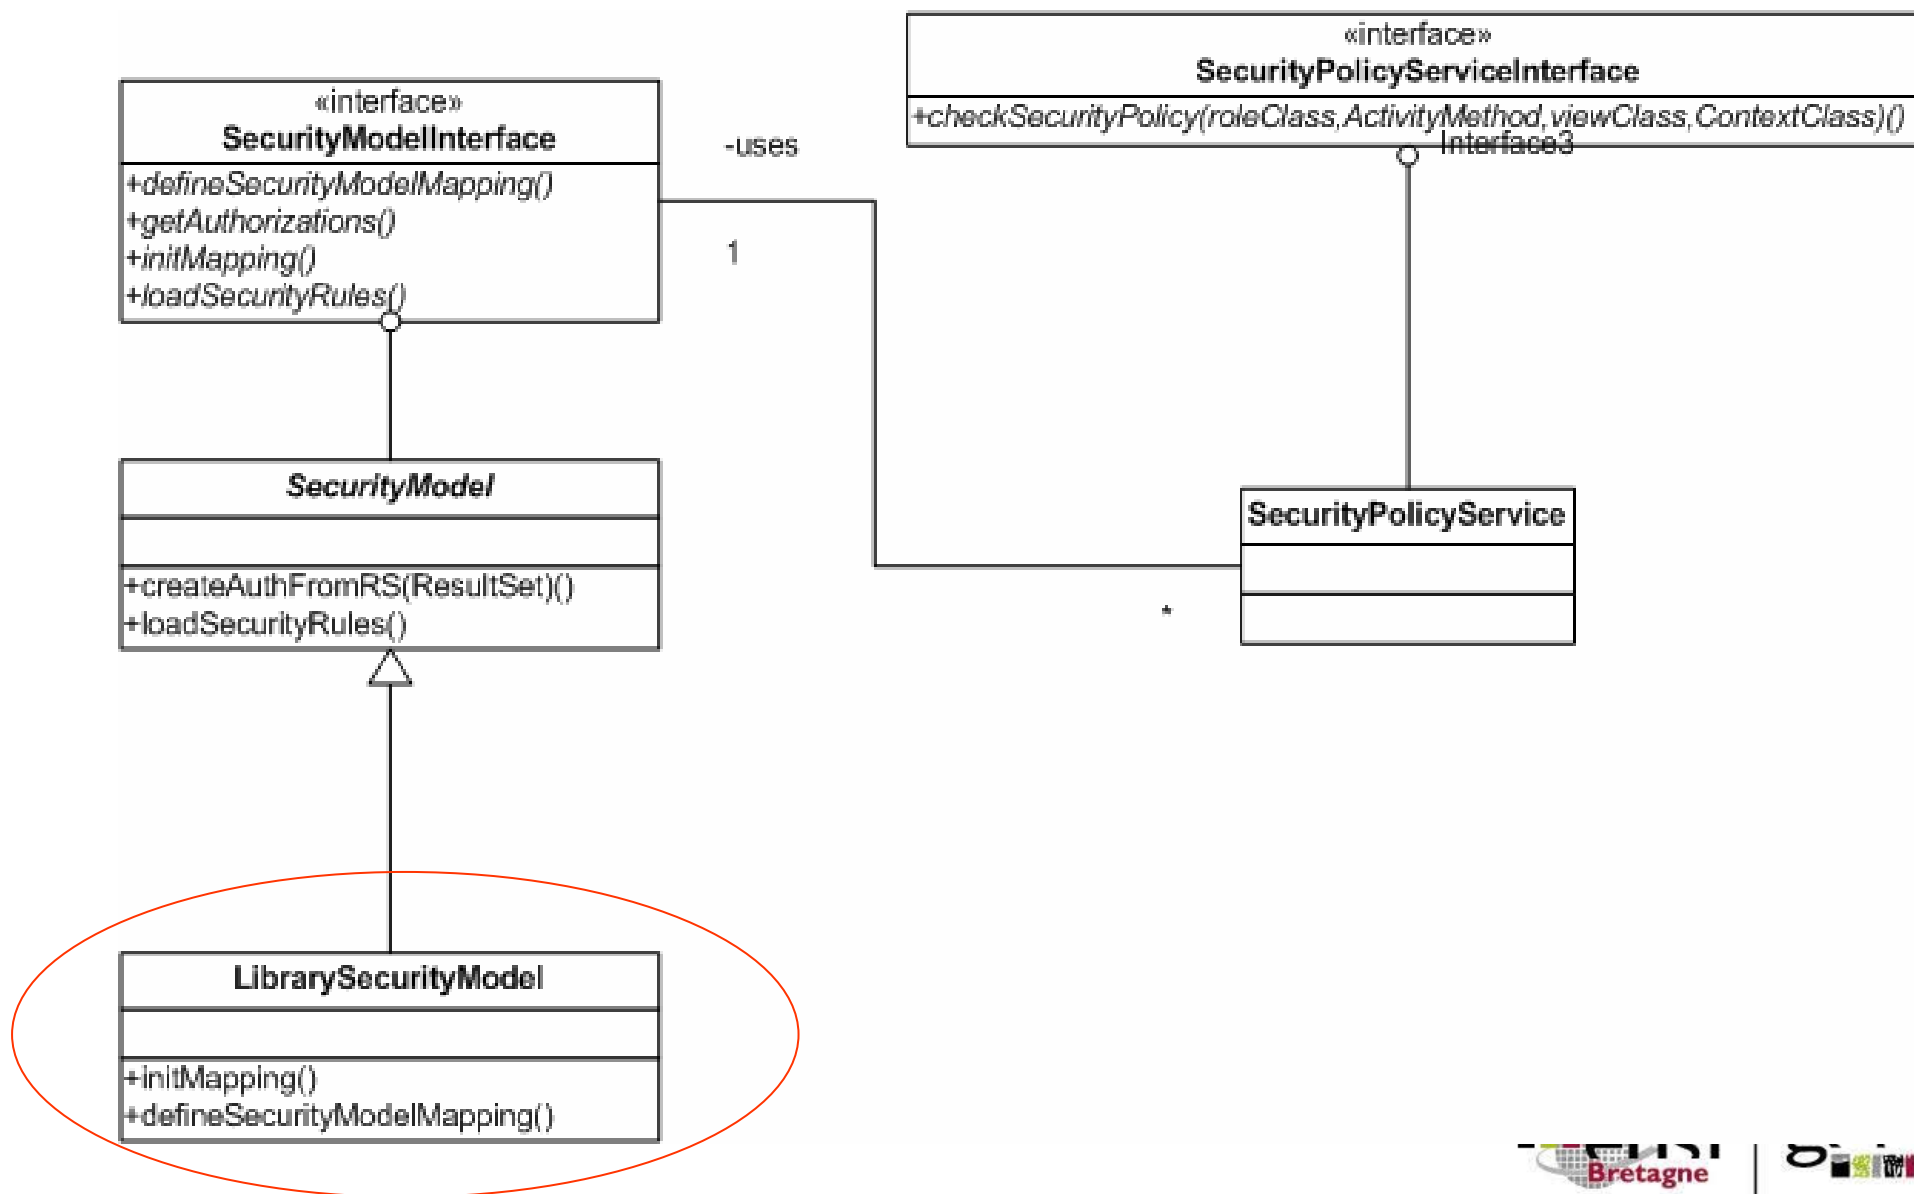 «interface»
SecurityModelInterface
+defineSecurityModelMapping()
+getAuthorizations()
+initMapping()
+loadSecurityRules()
-uses
1
«interface»
SecurityPolicyServiceInterface
+checkSecurityPolicy(roleClass,ActivityMethod,viewClass,ContextClass)()
Interface3
SecurityModel
+createAuthFromRS(ResultSet)()
+loadSecurityRules()
SecurityPolicyService
*
LibrarySecurityModel
+initMapping()
+defineSecurityModelMapping()
Bretagne